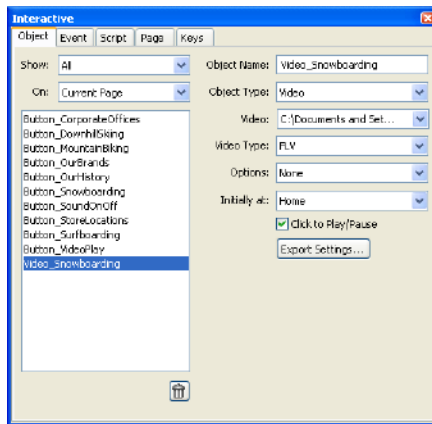 Interactive
Object Event Script Page Keys
Show: All
On: Current Page
Button_CorporateOffices
Button_DownhillSkiing
Button_MountainBiking
Button_OurBrands
Button_OurHistory
Button_Snowboarding
Button_SoundOnOff
Button_StoreLocations
Button_Surfboarding
Button_VideoPlay
Video_Snowboarding
Object Name: Video_Snowboarding
Object Type: Video
Video: C:\Documents and Set...
Video Type: FLV
Options: None
Initially at: Home
Click to Play/Pause
Export Settings...